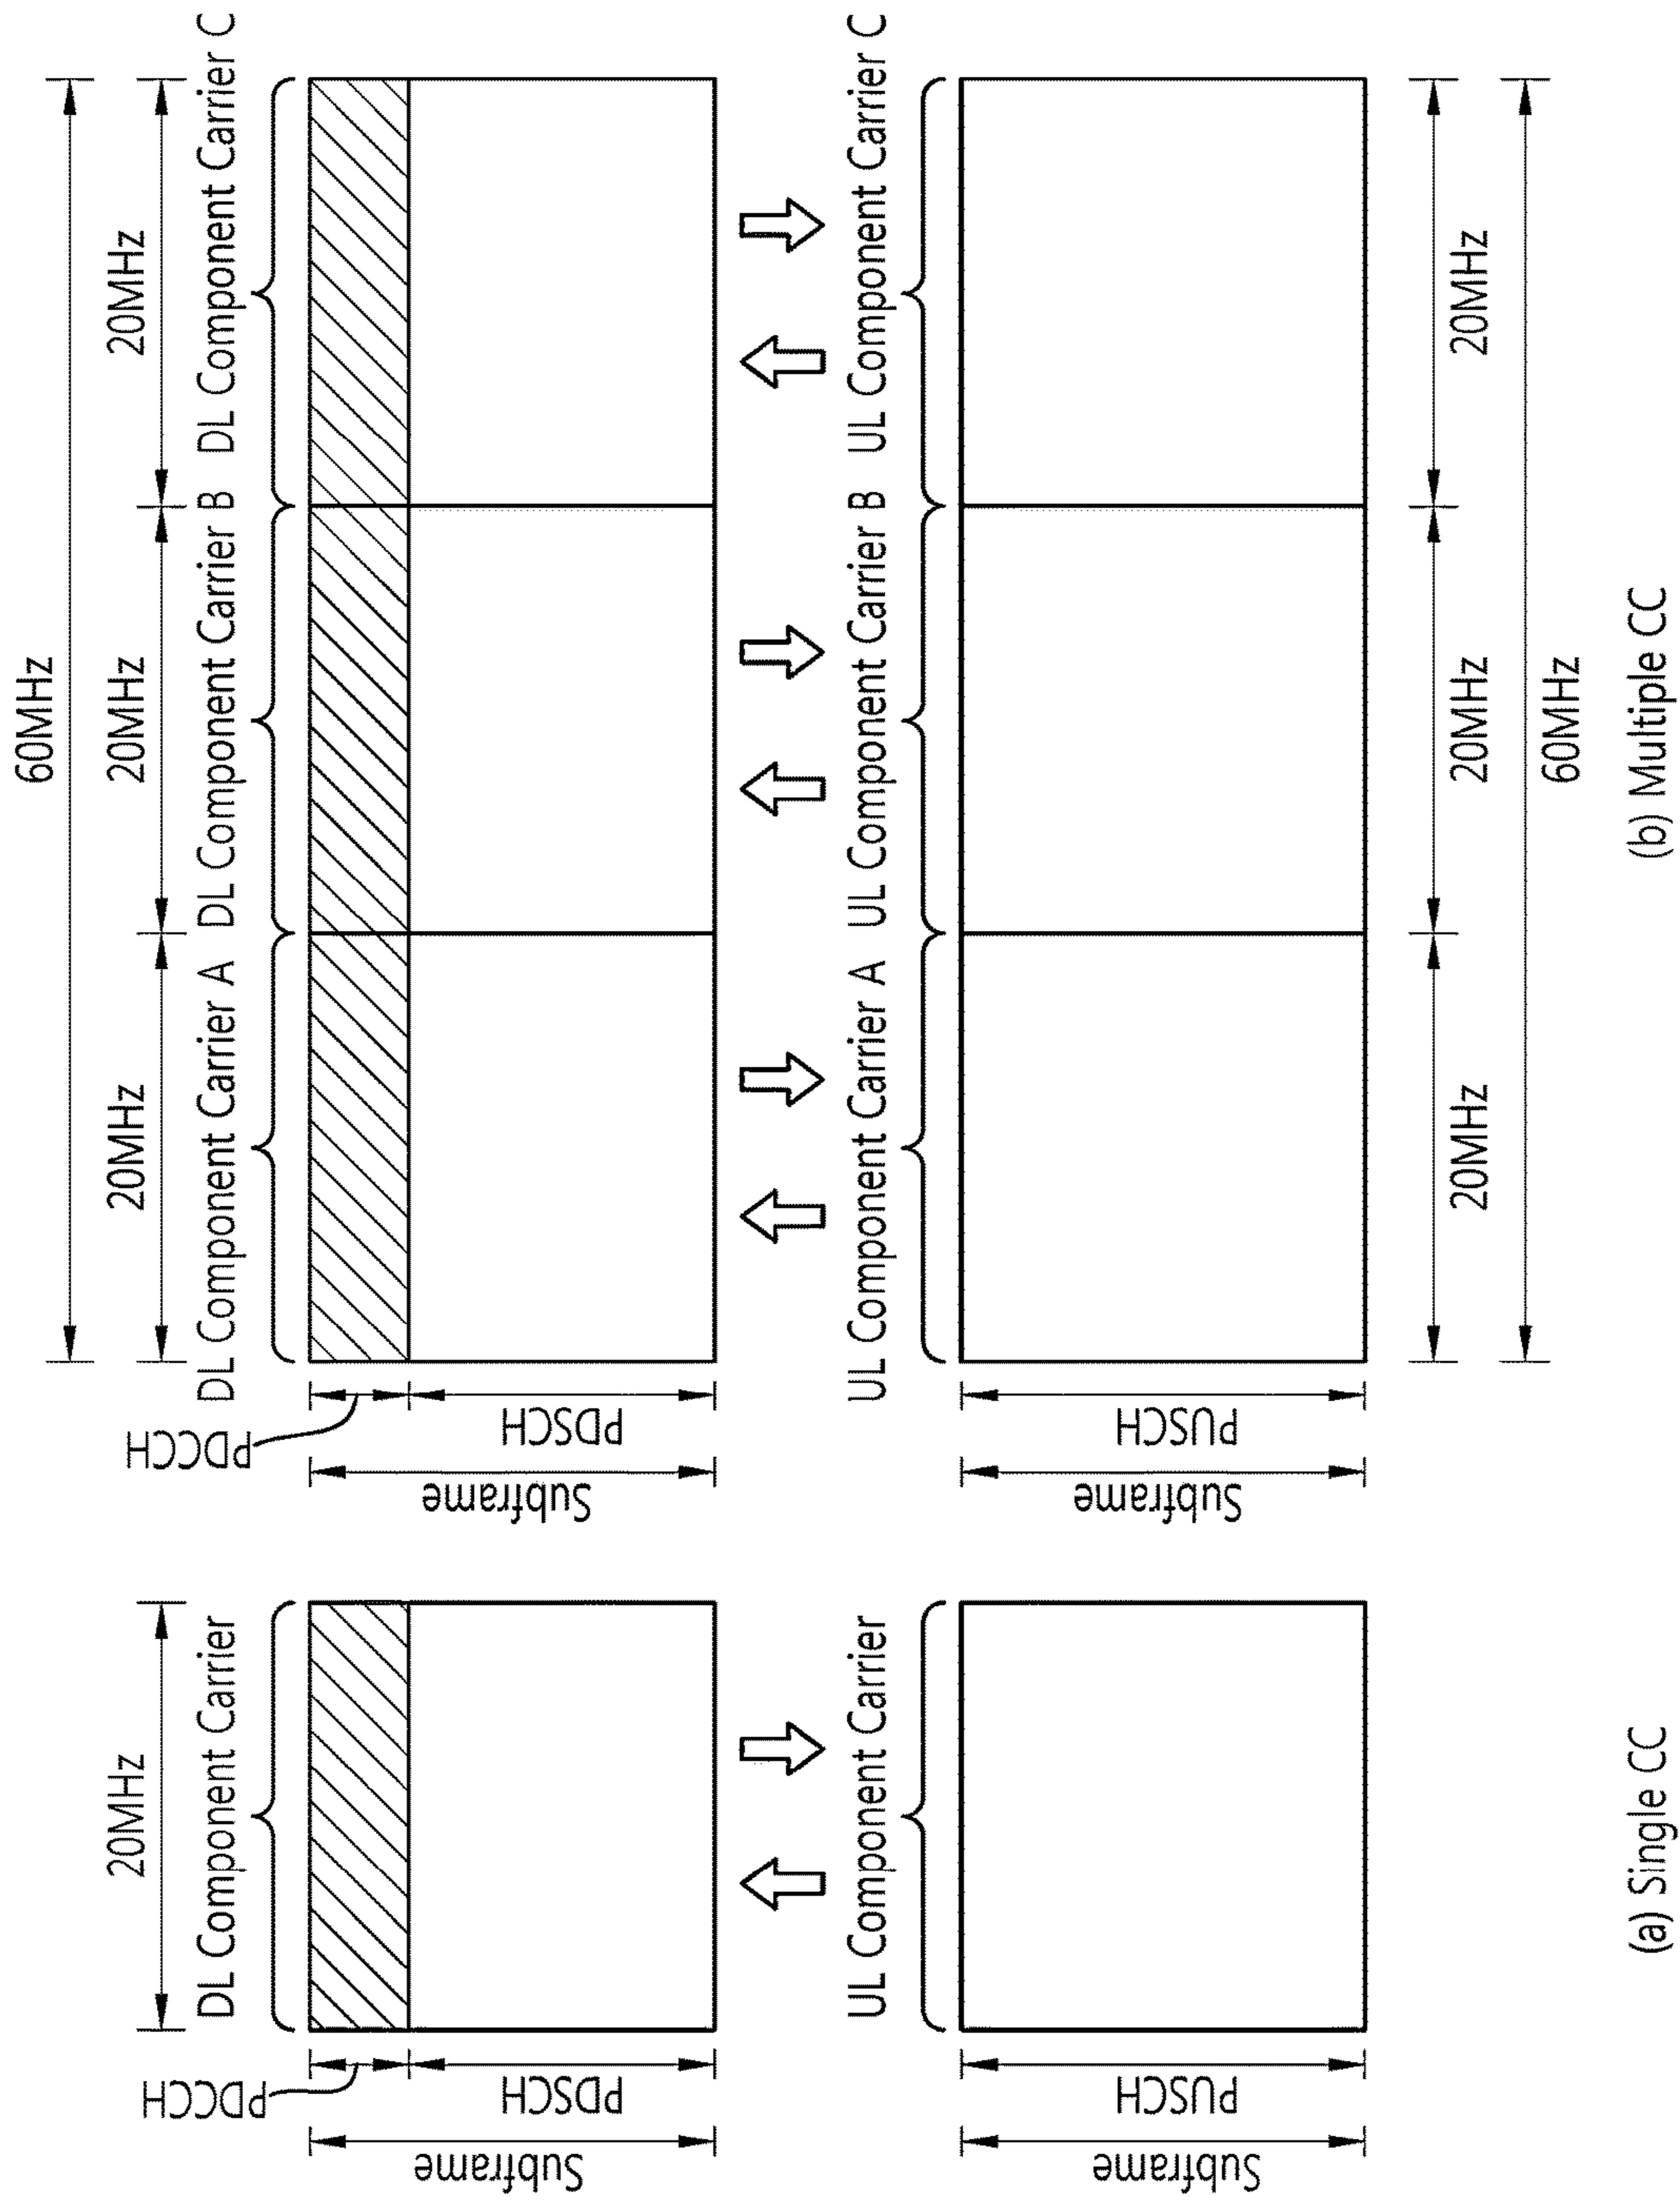 20MHz
DL Component Carrier
PDCCH
PDSCH
Subframe
UL Component Carrier
PUSCH
Subframe
(a) Single CC
60MHz
20MHz
20MHz
20MHz
DL Component Carrier A
DL Component Carrier B
DL Component Carrier C
PDCCH
PDSCH
Subframe
UL Component Carrier A
UL Component Carrier B
UL Component Carrier C
PUSCH
Subframe
20MHz
20MHz
20MHz
60MHz
(b) Multiple CC